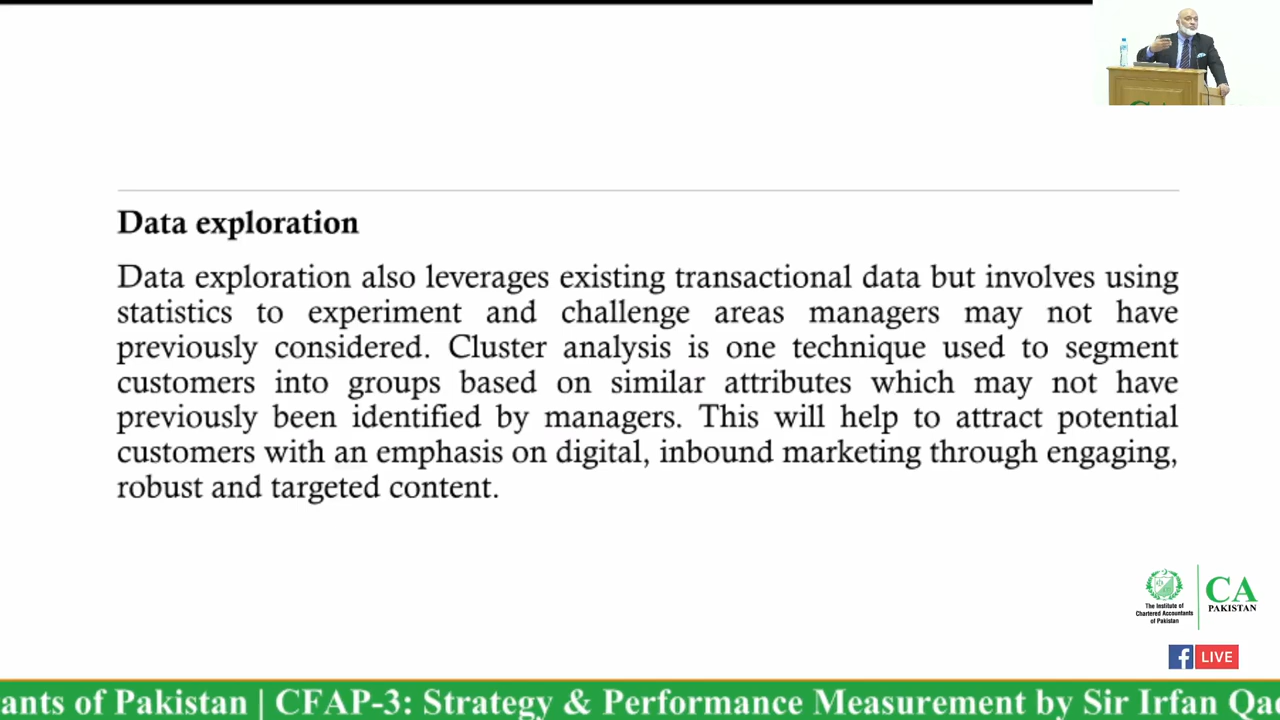 Data exploration
Data exploration also leverages existing transactional data but involves using
statistics to experiment and challenge areas managers may not have
previously considered. Cluster analysis is one technique used to segment
customers into groups based on similar attributes which may not have
previously been identified by managers. This will help to attract potential
customers with an emphasis on digital, inbound marketing through engaging,
robust and targeted content.
The Institute of
Chartered Accountants
of Pakistan
CA
PAKISTAN
LIVE
ants of Pakistan | CFAP-3: Strategy & Performance Measurement by Sir Irfan Qa